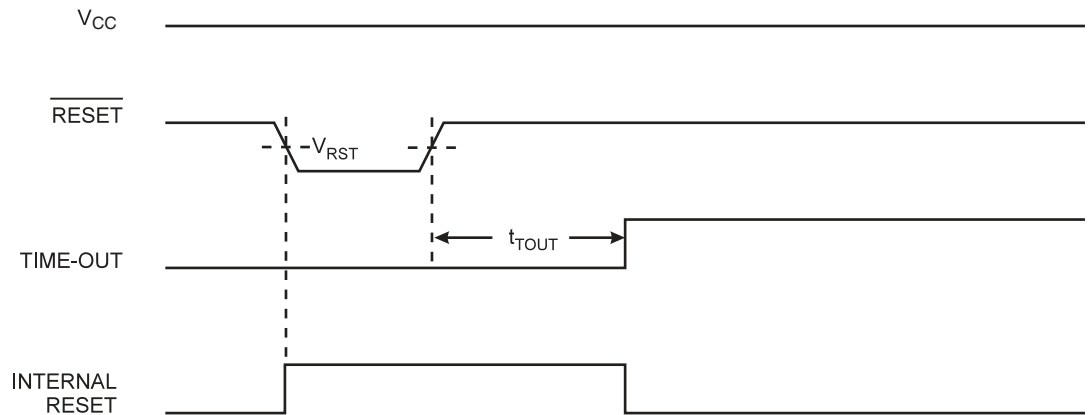 VCC
RESET
VRST
tTOUT
TIME-OUT
INTERNAL
RESET